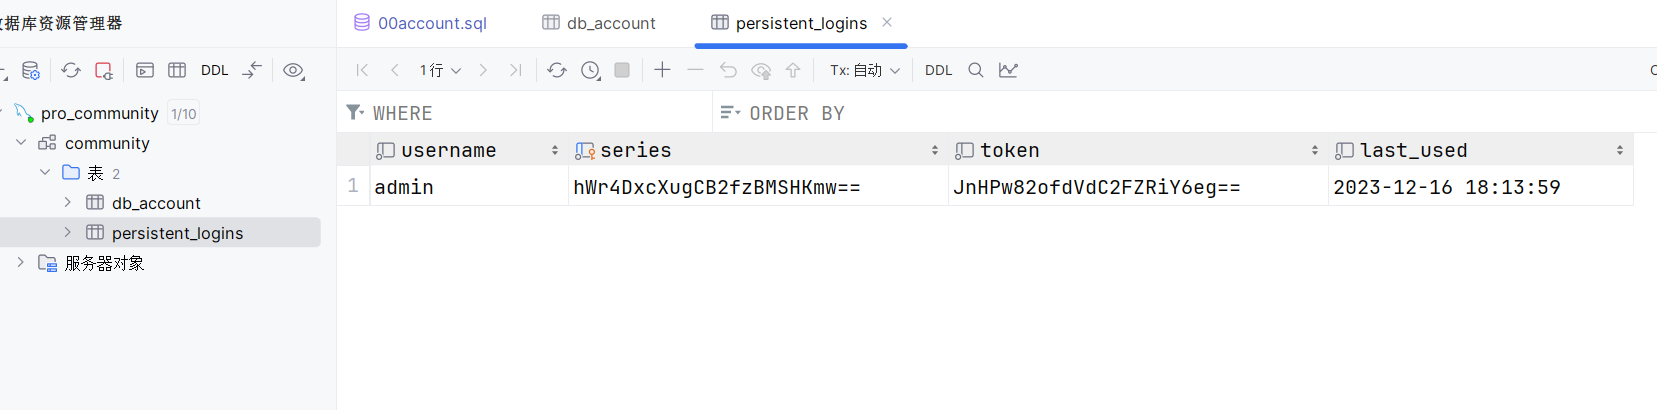 数据库资源管理器
00account.sql
db_account
persistent_logins
DDL
1行
Tx: 自动
DDL
pro_community 1/10
community
表 2
db_account
persistent_logins
服务器对象
WHERE
ORDER BY
username series token last_used
1 admin hWr4DxcXugCB2fzBMSHKmw== JnHPw82ofdVdC2FZRiY6eg== 2023-12-16 18:13:59